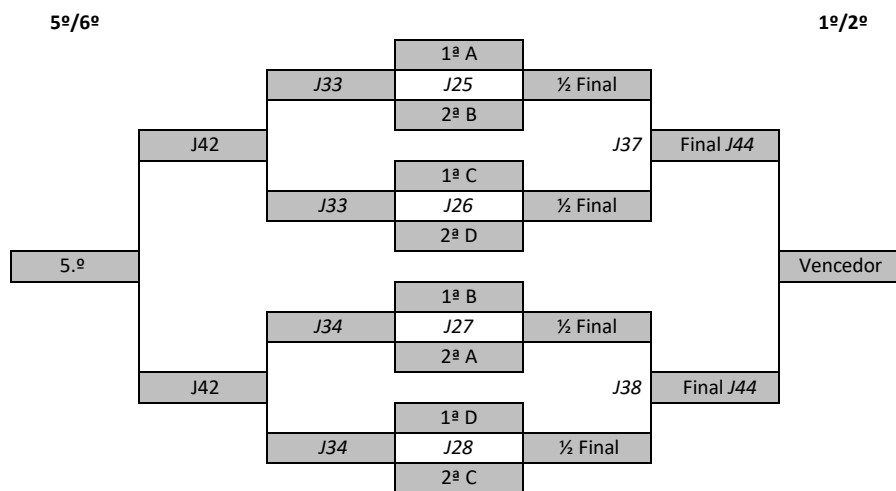 5º/6º 1º/2º
1ª A
J33 J25 ½ Final
2ª B
J42 J37 Final J44
1ª C
J33 J26 ½ Final
2ª D
5.º Vencedor
1ª B
J34 J27 ½ Final
2ª A
J42 J38 Final J44
1ª D
J34 J28 ½ Final
2ª C